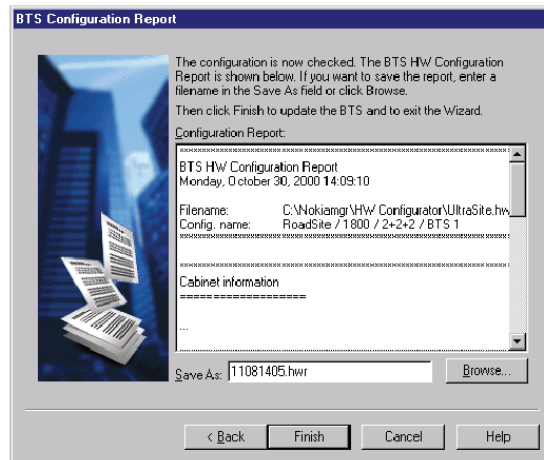 BTS Configuration Report
The configuration is now checked. The BTS HW Configuration
Report is shown below. If you want to save the report, enter a
filename in the Save As field or click Browse.
Then click Finish to update the BTS and to exit the Wizard.
Configuration Report:
BTS HW Configuration Report
Monday, October 30, 2000 14:09:10
Filename: C:\Nokiamgr\HW Configurator\UltraSite.hw
Config. name: RoadSite / 1800 / 2+2+2 / BTS 1
Cabinet information
===================
...
Save As: 11081405.hwr Browse...
< Back Finish Cancel Help